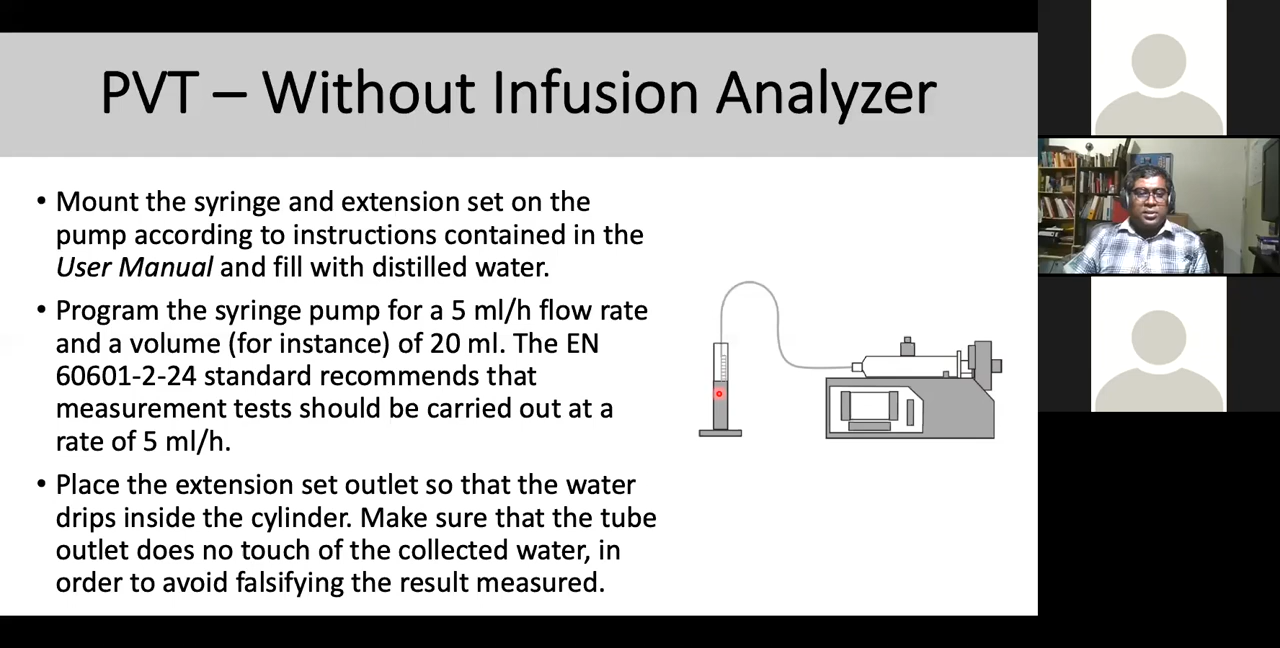 PVT – Without Infusion Analyzer
• Mount the syringe and extension set on the
pump according to instructions contained in the
User Manual and fill with distilled water.
• Program the syringe pump for a 5 ml/h flow rate
and a volume (for instance) of 20 ml. The EN
60601-2-24 standard recommends that
measurement tests should be carried out at a
rate of 5 ml/h.
• Place the extension set outlet so that the water
drips inside the cylinder. Make sure that the tube
outlet does no touch of the collected water, in
order to avoid falsifying the result measured.